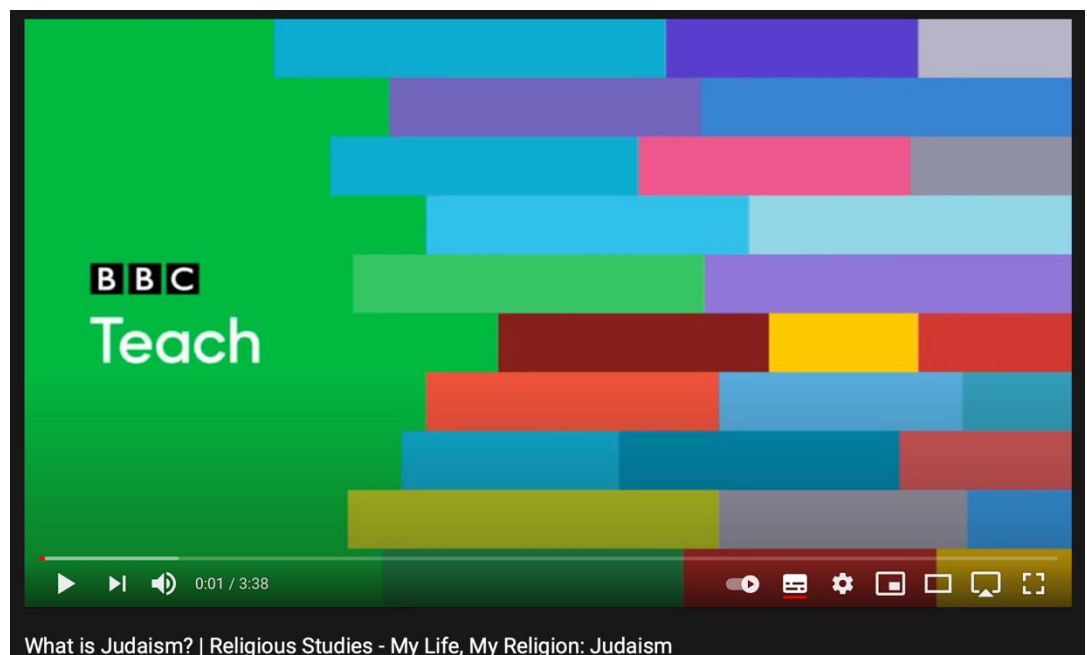 BBC
Teach
0:01 / 3:38
What is Judaism? | Religious Studies - My Life, My Religion: Judaism